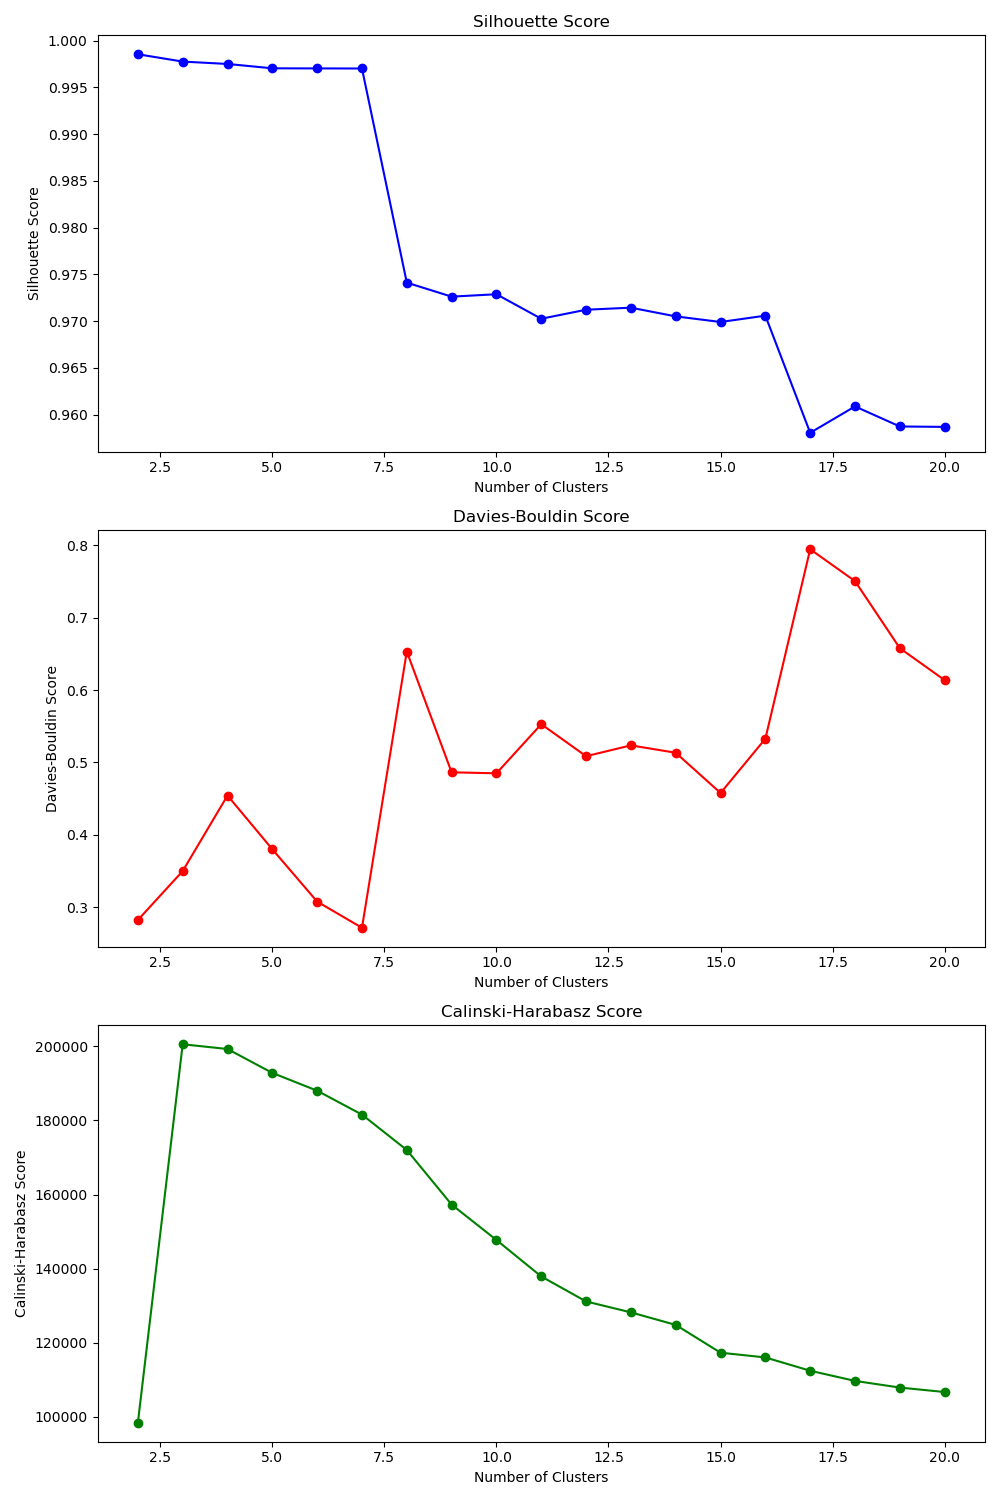 Silhouette Score
1.000
0.995
0.990
0.985
0.980
0.975
0.970
0.965
0.960
Silhouette Score
2.5 5.0 7.5 10.0 12.5 15.0 17.5 20.0
Number of Clusters
Davies-Bouldin Score
0.8
0.7
0.6
0.5
0.4
0.3
Davies-Bouldin Score
2.5 5.0 7.5 10.0 12.5 15.0 17.5 20.0
Number of Clusters
Calinski-Harabasz Score
200000
180000
160000
140000
120000
100000
Calinski-Harabasz Score
2.5 5.0 7.5 10.0 12.5 15.0 17.5 20.0
Number of Clusters